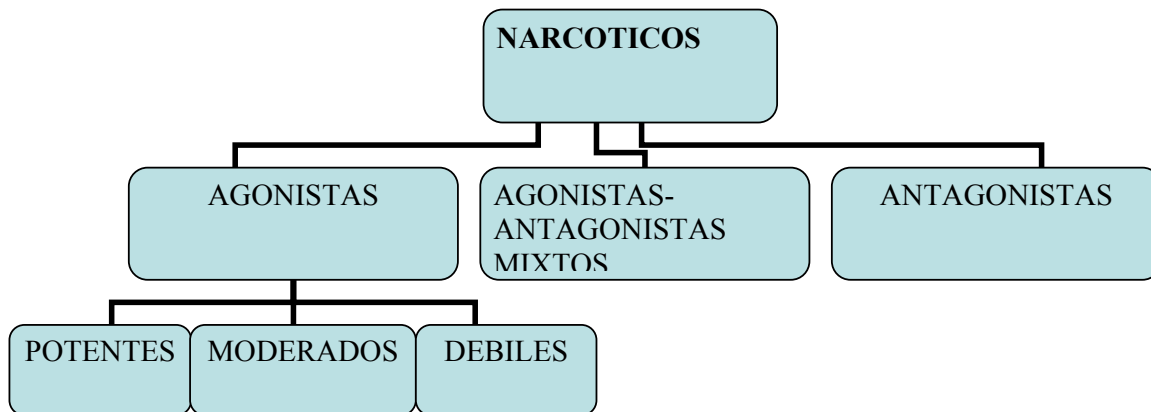 NARCOTICOS
AGONISTAS
AGONISTAS-
ANTAGONISTAS
MIXTOS
ANTAGONISTAS
POTENTES
MODERADOS
DEBILES